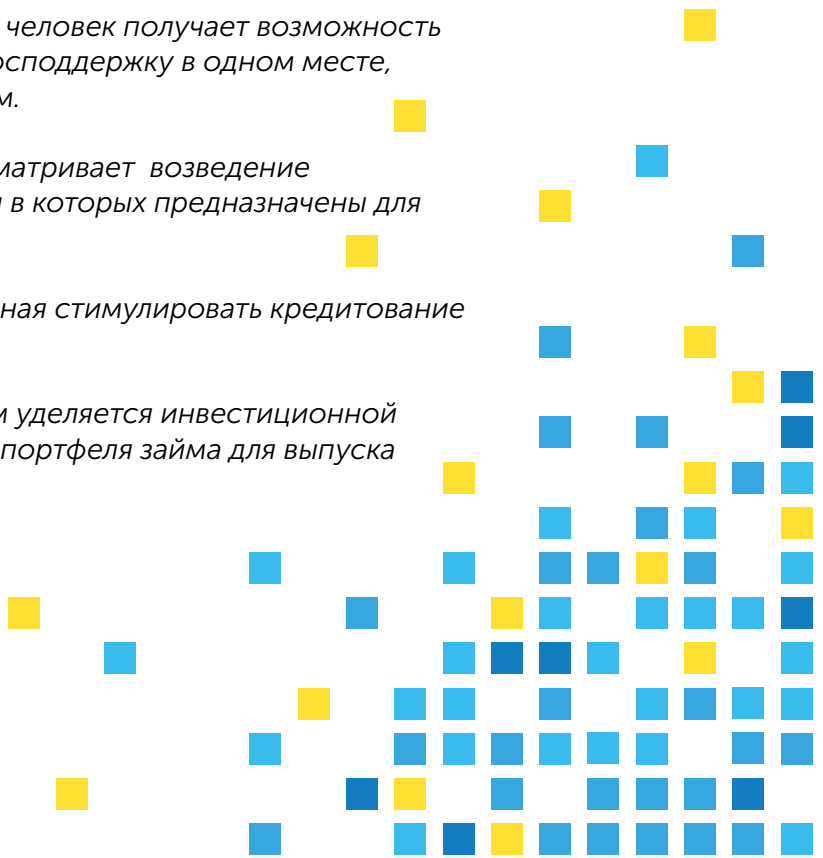 человек получает возможность
осподдержку в одном месте,
м.
матривает возведение
и в которых предназначены для
ная стимулировать кредитование
м уделяется инвестиционной
портфеля займа для выпуска